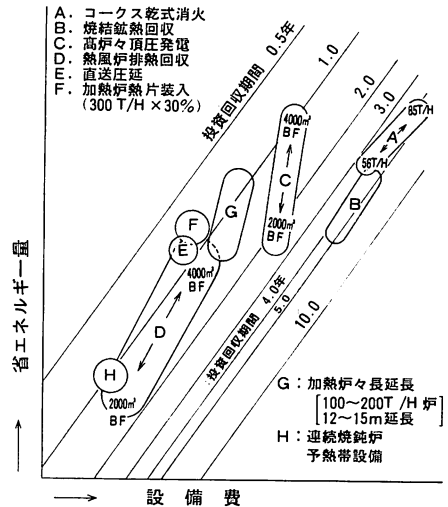 A. コークス乾式消火
B. 焼結鉱熱回収
C. 高炉々頂圧発電
D. 熱風炉排熱回収
E. 直送圧延
F. 加熱炉熱片装入
(300 T/H×30%)
投資回収期間 0.5年
1.0
2.0
3.0
85T/H
A
56T/H
4000㎥
BF
C
2000㎥
BF
B
G
F
E
4000㎥
BF
D
H
2000㎥
BF
投資回収期間 4.0年
5.0
10.0
G:加熱炉々長延長
[100~200T/H炉
12~15m延長]
H:連続焼鈍炉
予熱帯設備
省エネルギー量
設備費